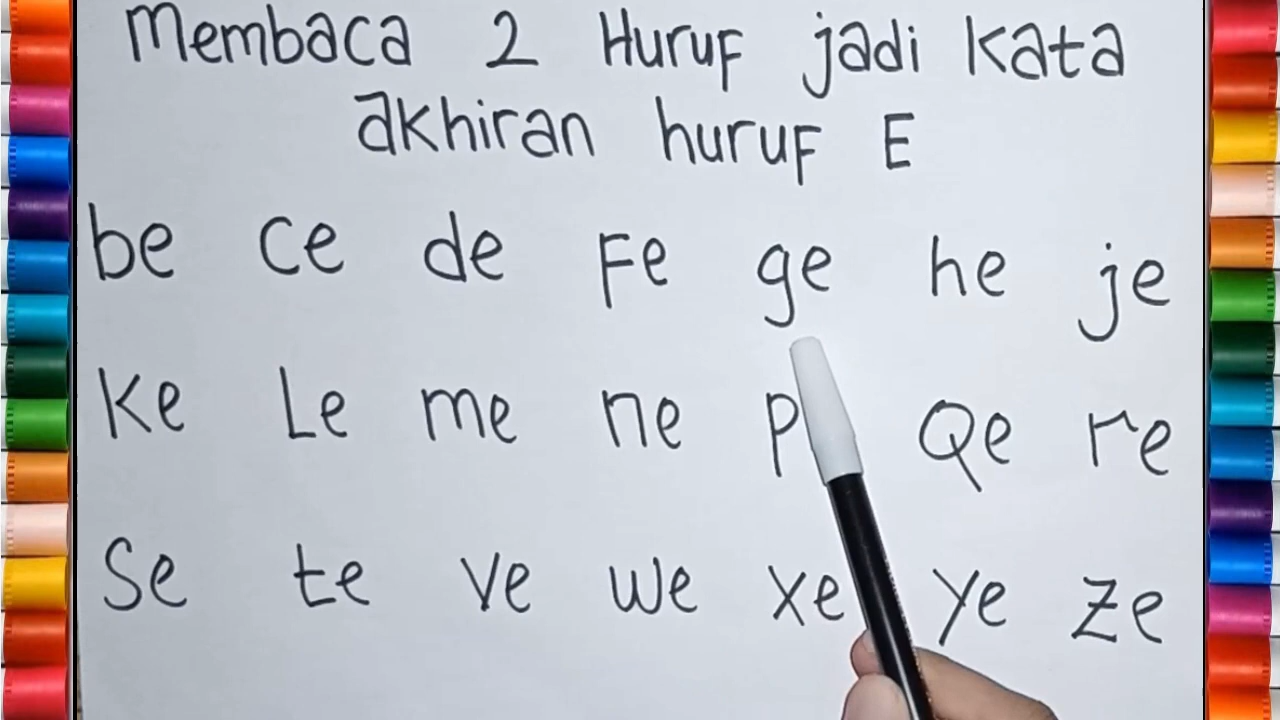 Membaca 2 Huruf jadi kata
akhiran huruf E
be ce de Fe ge he je
Ke Le me ne Qe re
Se te ve we xe ye ze